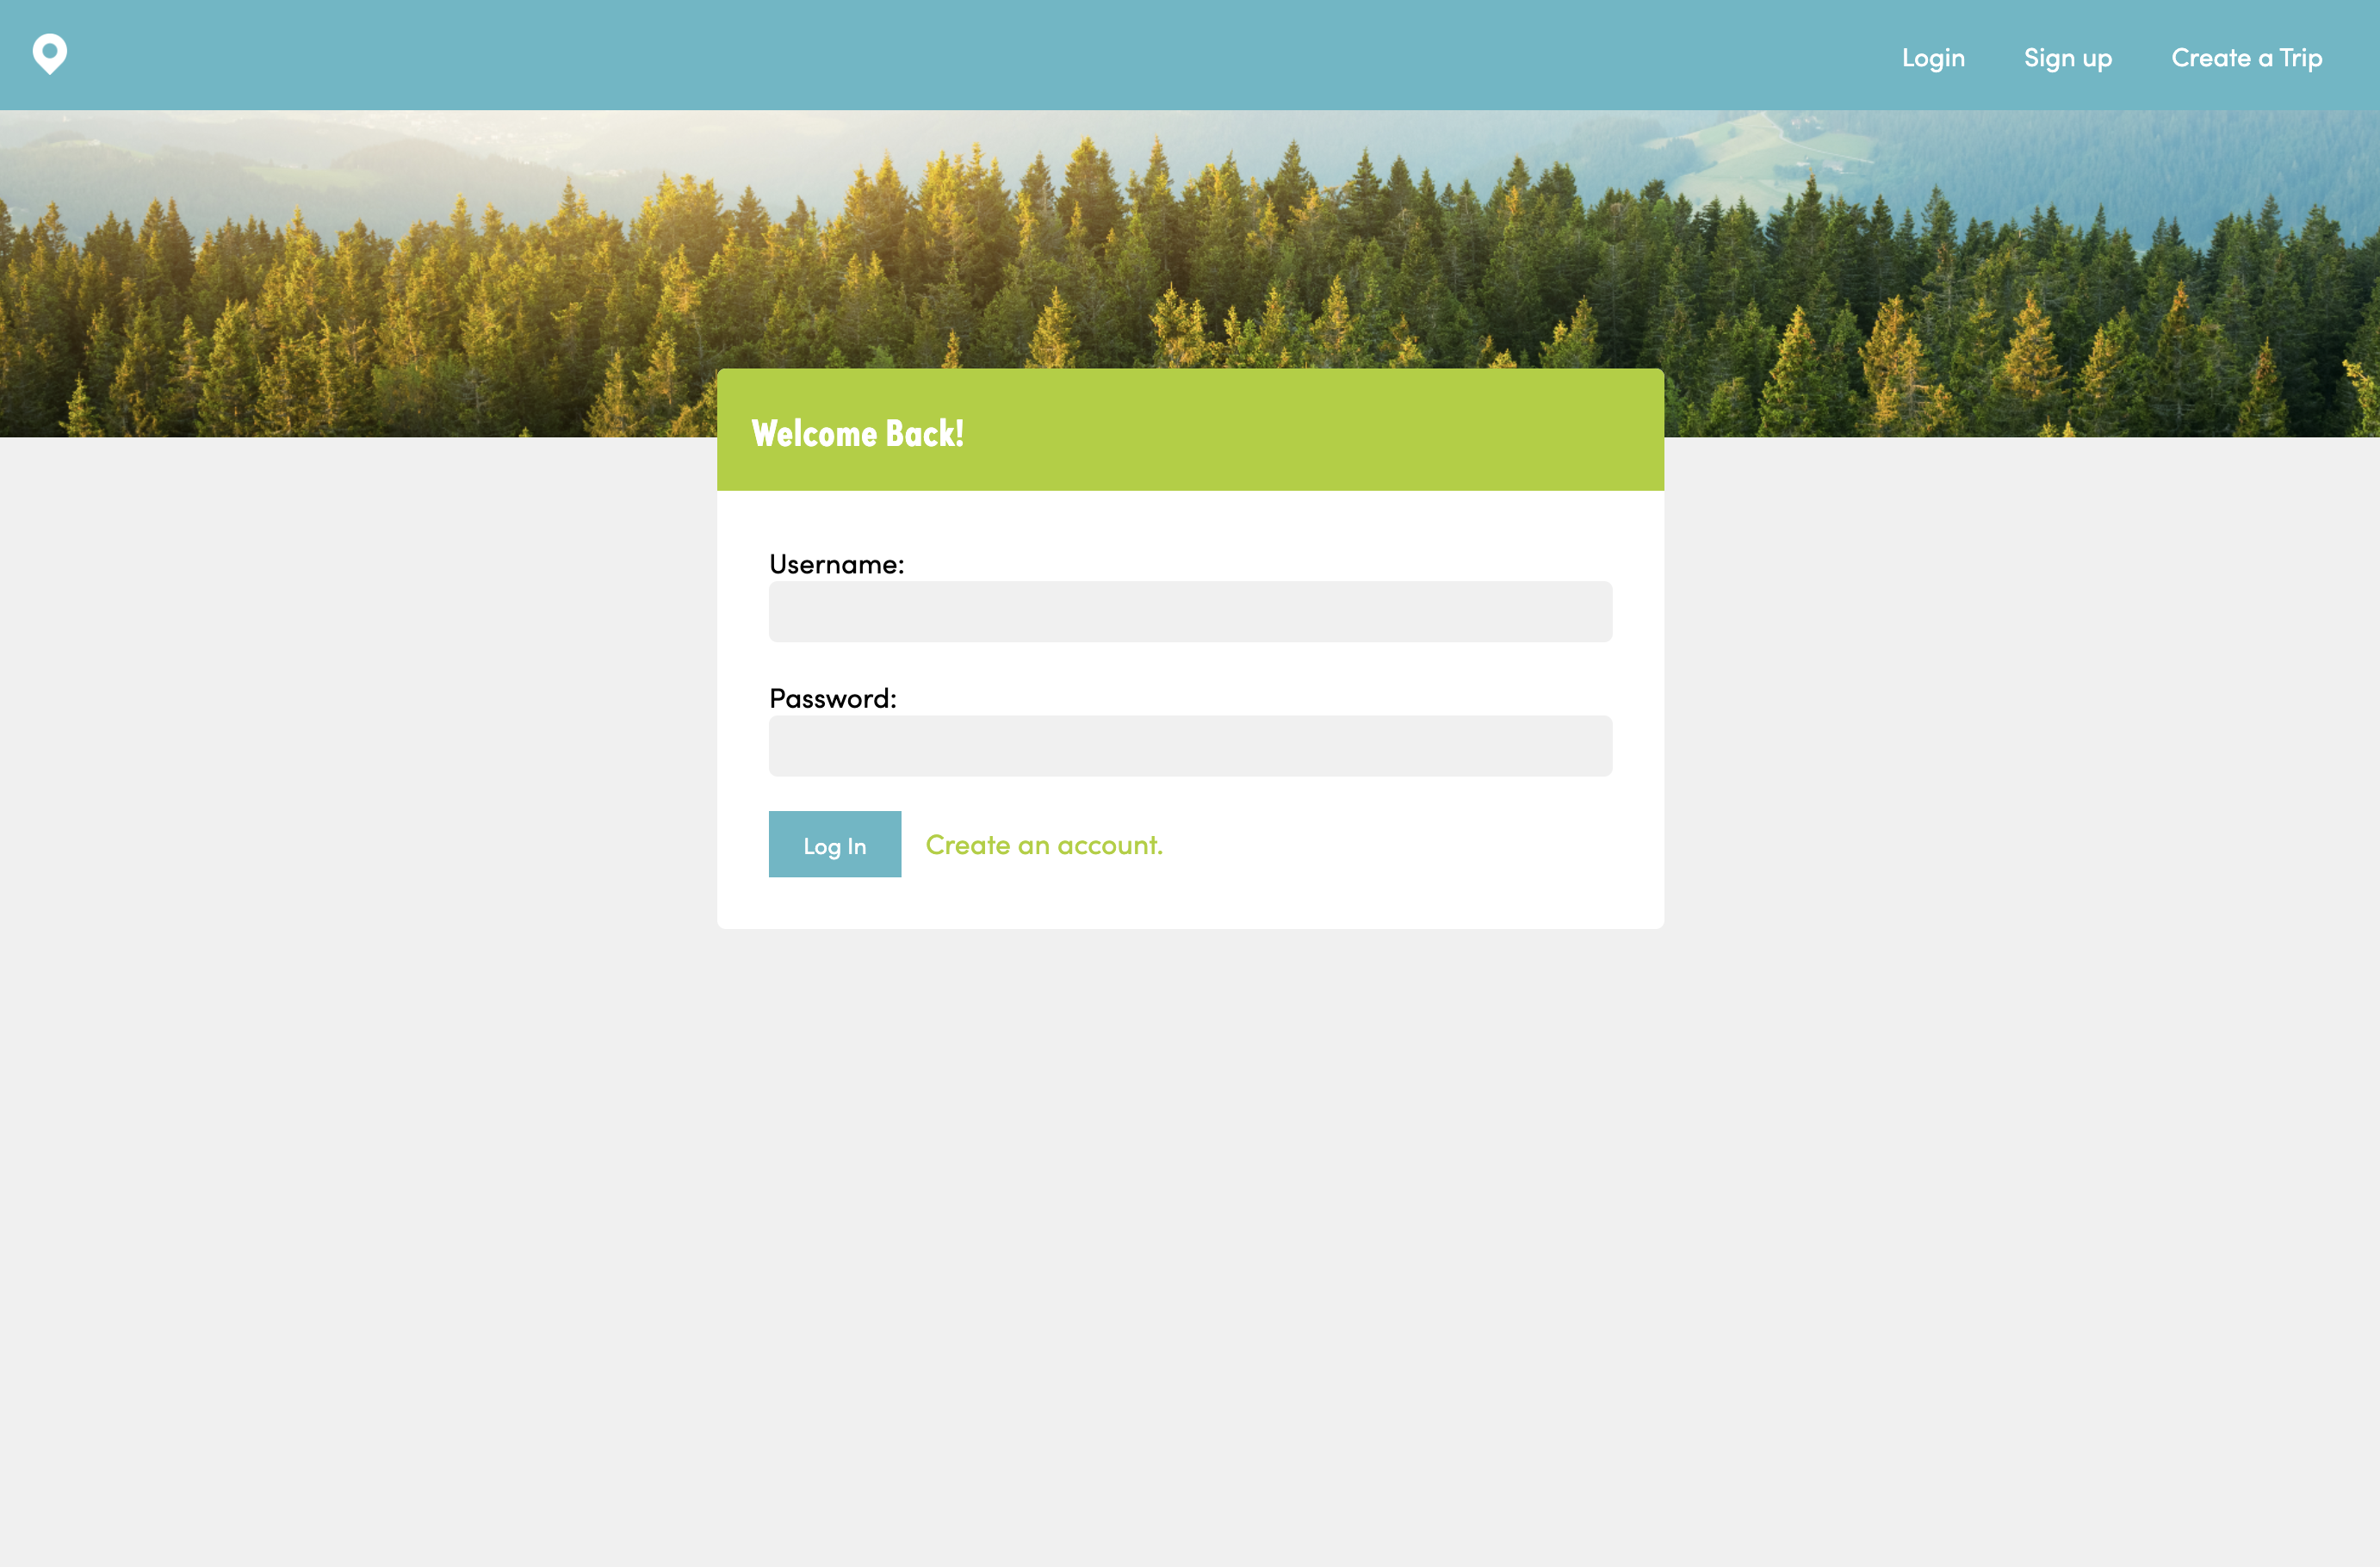 Login Sign up Create a Trip
Welcome Back!
Username:
Password:
Log In Create an account.